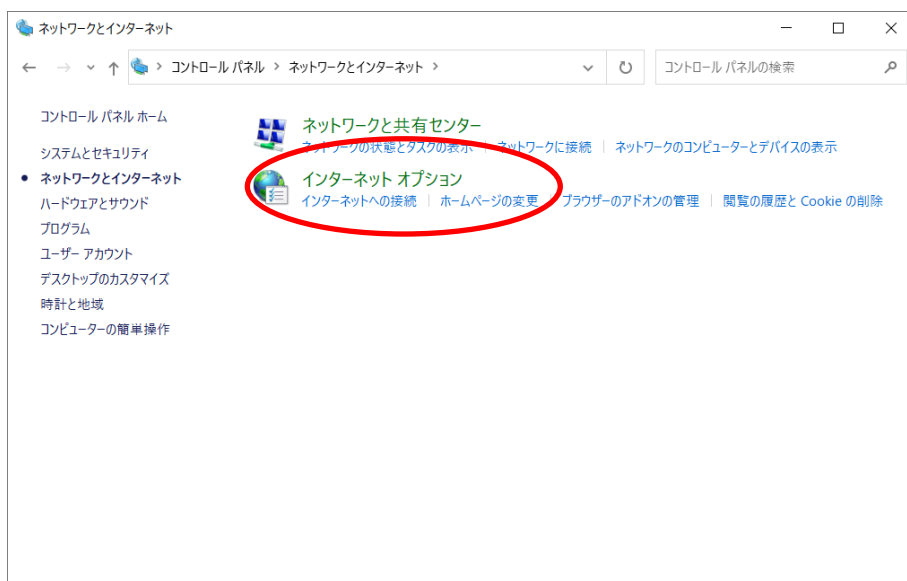 ネットワークとインターネット
コントロール パネル ネットワークとインターネット
コントロール パネルの検索
コントロール パネル ホーム
システムとセキュリティ
ネットワークとインターネット
ハードウェアとサウンド
プログラム
ユーザー アカウント
デスクトップのカスタマイズ
時計と地域
コンピューターの簡単操作
ネットワークと共有センター
ネットワークの状態とタスクの表示 ネットワークに接続 ネットワークのコンピューターとデバイスの表示
インターネット オプション
インターネットへの接続 ホームページの変更 ブラウザーのアドオンの管理 閲覧の履歴と Cookie の削除